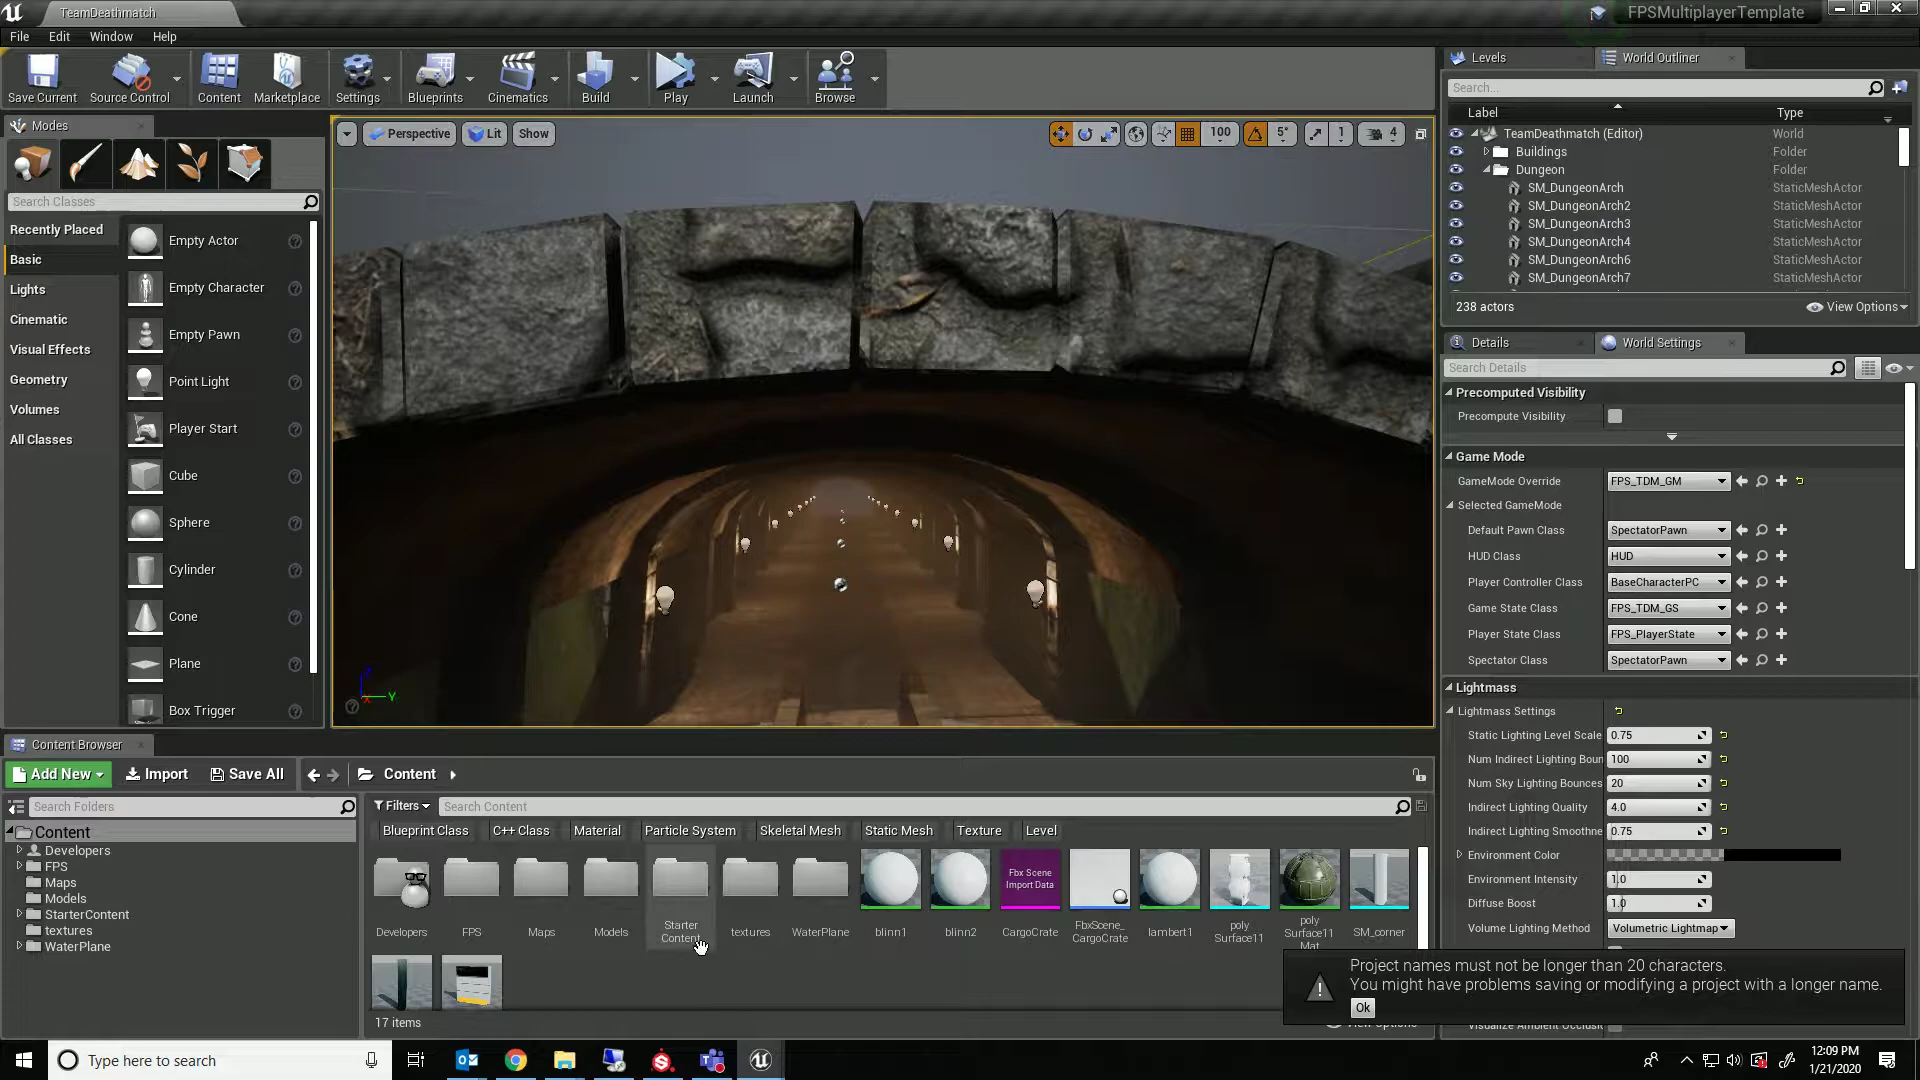 TeamDeathmatch
FPSMultiplayerTemplate
File
Edit
Window
Help
Save Current
Source Control
Content
Marketplace
Settings
Blueprints
Cinematics
Build
Play
Launch
Browse
Modes
Search Classes
Recently Placed
Basic
Lights
Cinematic
Visual Effects
Geometry
Volumes
All Classes
Empty Actor
Empty Character
Empty Pawn
Point Light
Player Start
Cube
Sphere
Cylinder
Cone
Plane
Box Trigger
Perspective
Lit
Show
100
5°
1
4
Z
X
Y
Levels
World Outliner
Search...
Label
Type
TeamDeathmatch (Editor)
World
Buildings
Folder
Dungeon
Folder
SM_DungeonArch
StaticMeshActor
SM_DungeonArch2
StaticMeshActor
SM_DungeonArch3
StaticMeshActor
SM_DungeonArch4
StaticMeshActor
SM_DungeonArch6
StaticMeshActor
SM_DungeonArch7
StaticMeshActor
238 actors
View Options
Details
World Settings
Search Details
Precomputed Visibility
Precompute Visibility
Game Mode
GameMode Override
FPS_TDM_GM
Selected GameMode
Default Pawn Class
SpectatorPawn
HUD Class
HUD
Player Controller Class
BaseCharacterPC
Game State Class
FPS_TDM_GS
Player State Class
FPS_PlayerState
Spectator Class
SpectatorPawn
Lightmass
Lightmass Settings
Static Lighting Level Scale
0.75
Num Indirect Lighting Boun
100
Num Sky Lighting Bounces
20
Indirect Lighting Quality
4.0
Indirect Lighting Smoothne
0.75
Environment Color
Environment Intensity
1.0
Diffuse Boost
1.0
Volume Lighting Method
Volumetric Lightmap
Content Browser
Add New
Import
Save All
Content
Search Folders
Filters
Search Content
Content
Developers
FPS
Maps
Models
StarterContent
textures
WaterPlane
Blueprint Class
C++ Class
Material
Particle System
Skeletal Mesh
Static Mesh
Texture
Level
Fbx Scene
Import Data
Developers
FPS
Maps
Models
Starter
Content
textures
WaterPlane
blinn1
blinn2
CargoCrate
FbxScene_
CargoCrate
lambert1
poly
Surface11
poly
Surface11
Mat
SM_corner
17 items
Project names must not be longer than 20 characters.
You might have problems saving or modifying a project with a longer name.
Ok
Type here to search
12:09 PM
1/21/2020